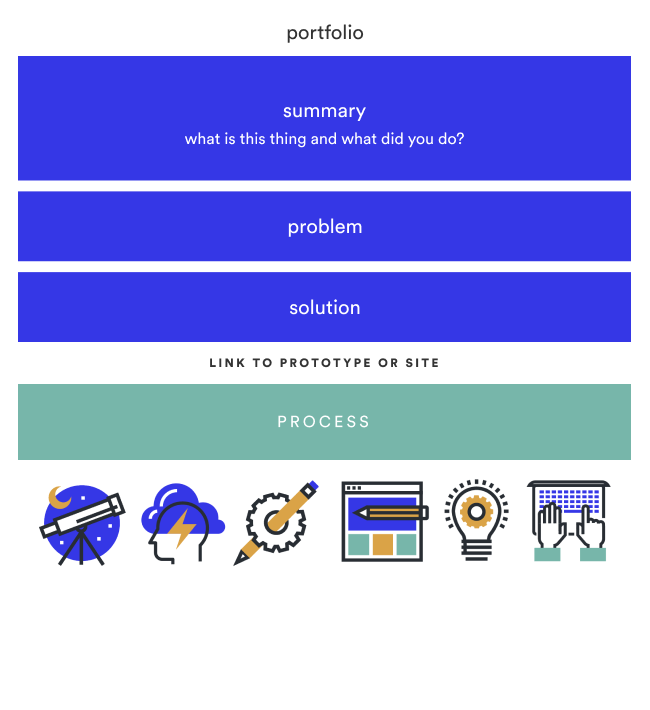 portfolio
summary
what is this thing and what did you do?
problem
solution
LINK TO PROTOTYPE OR SITE
PROCESS